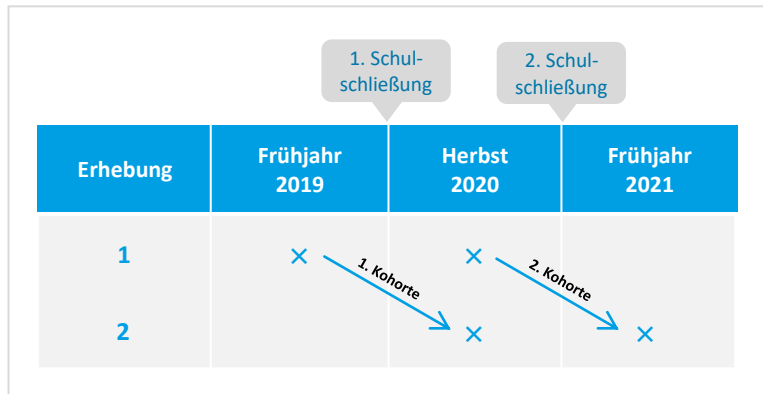 1. Schul-
schließung
2. Schul-
schließung
Erhebung
Frühjahr
2019
Herbst
2020
Frühjahr
2021
1
× ×
1. Kohorte
2. Kohorte
2
× ×